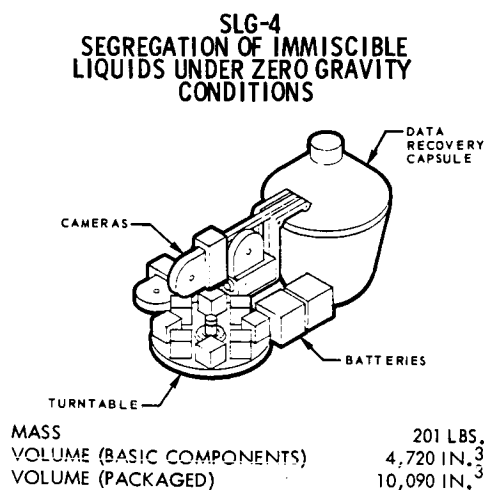 SLG-4
SEGREGATION OF IMMISCIBLE
LIQUIDS UNDER ZERO GRAVITY
CONDITIONS
DATA
RECOVERY
CAPSULE
CAMERAS
BATTERIES
TURNTABLE
MASS 201 LBS.
VOLUME (BASIC COMPONENTS) 4,720 IN.3
VOLUME (PACKAGED) 10,090 IN.3